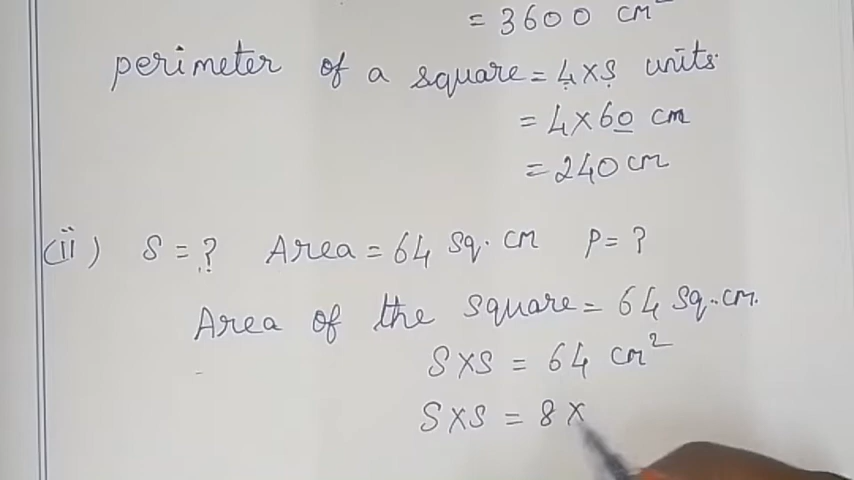 = 3600 cm²
perimeter of a square = 4×S units
= 4×60 cm
= 240 cm
(ii) S = ? Area = 64 sq. cm P = ?
Area of the square = 64 sq. cm.
S×S = 64 cm²
S×S = 8×